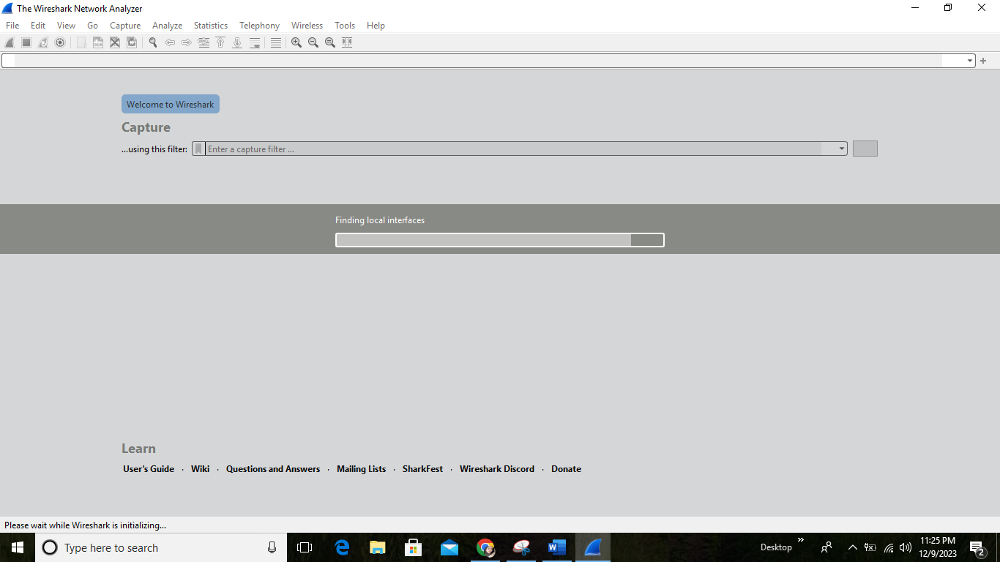 The Wireshark Network Analyzer
File Edit View Go Capture Analyze Statistics Telephony Wireless Tools Help
Welcome to Wireshark
Capture
...using this filter: Enter a capture filter ...
Finding local interfaces
Learn
User's Guide · Wiki · Questions and Answers · Mailing Lists · SharkFest · Wireshark Discord · Donate
Please wait while Wireshark is initializing...
Type here to search
Desktop
11:25 PM
12/9/2023
2